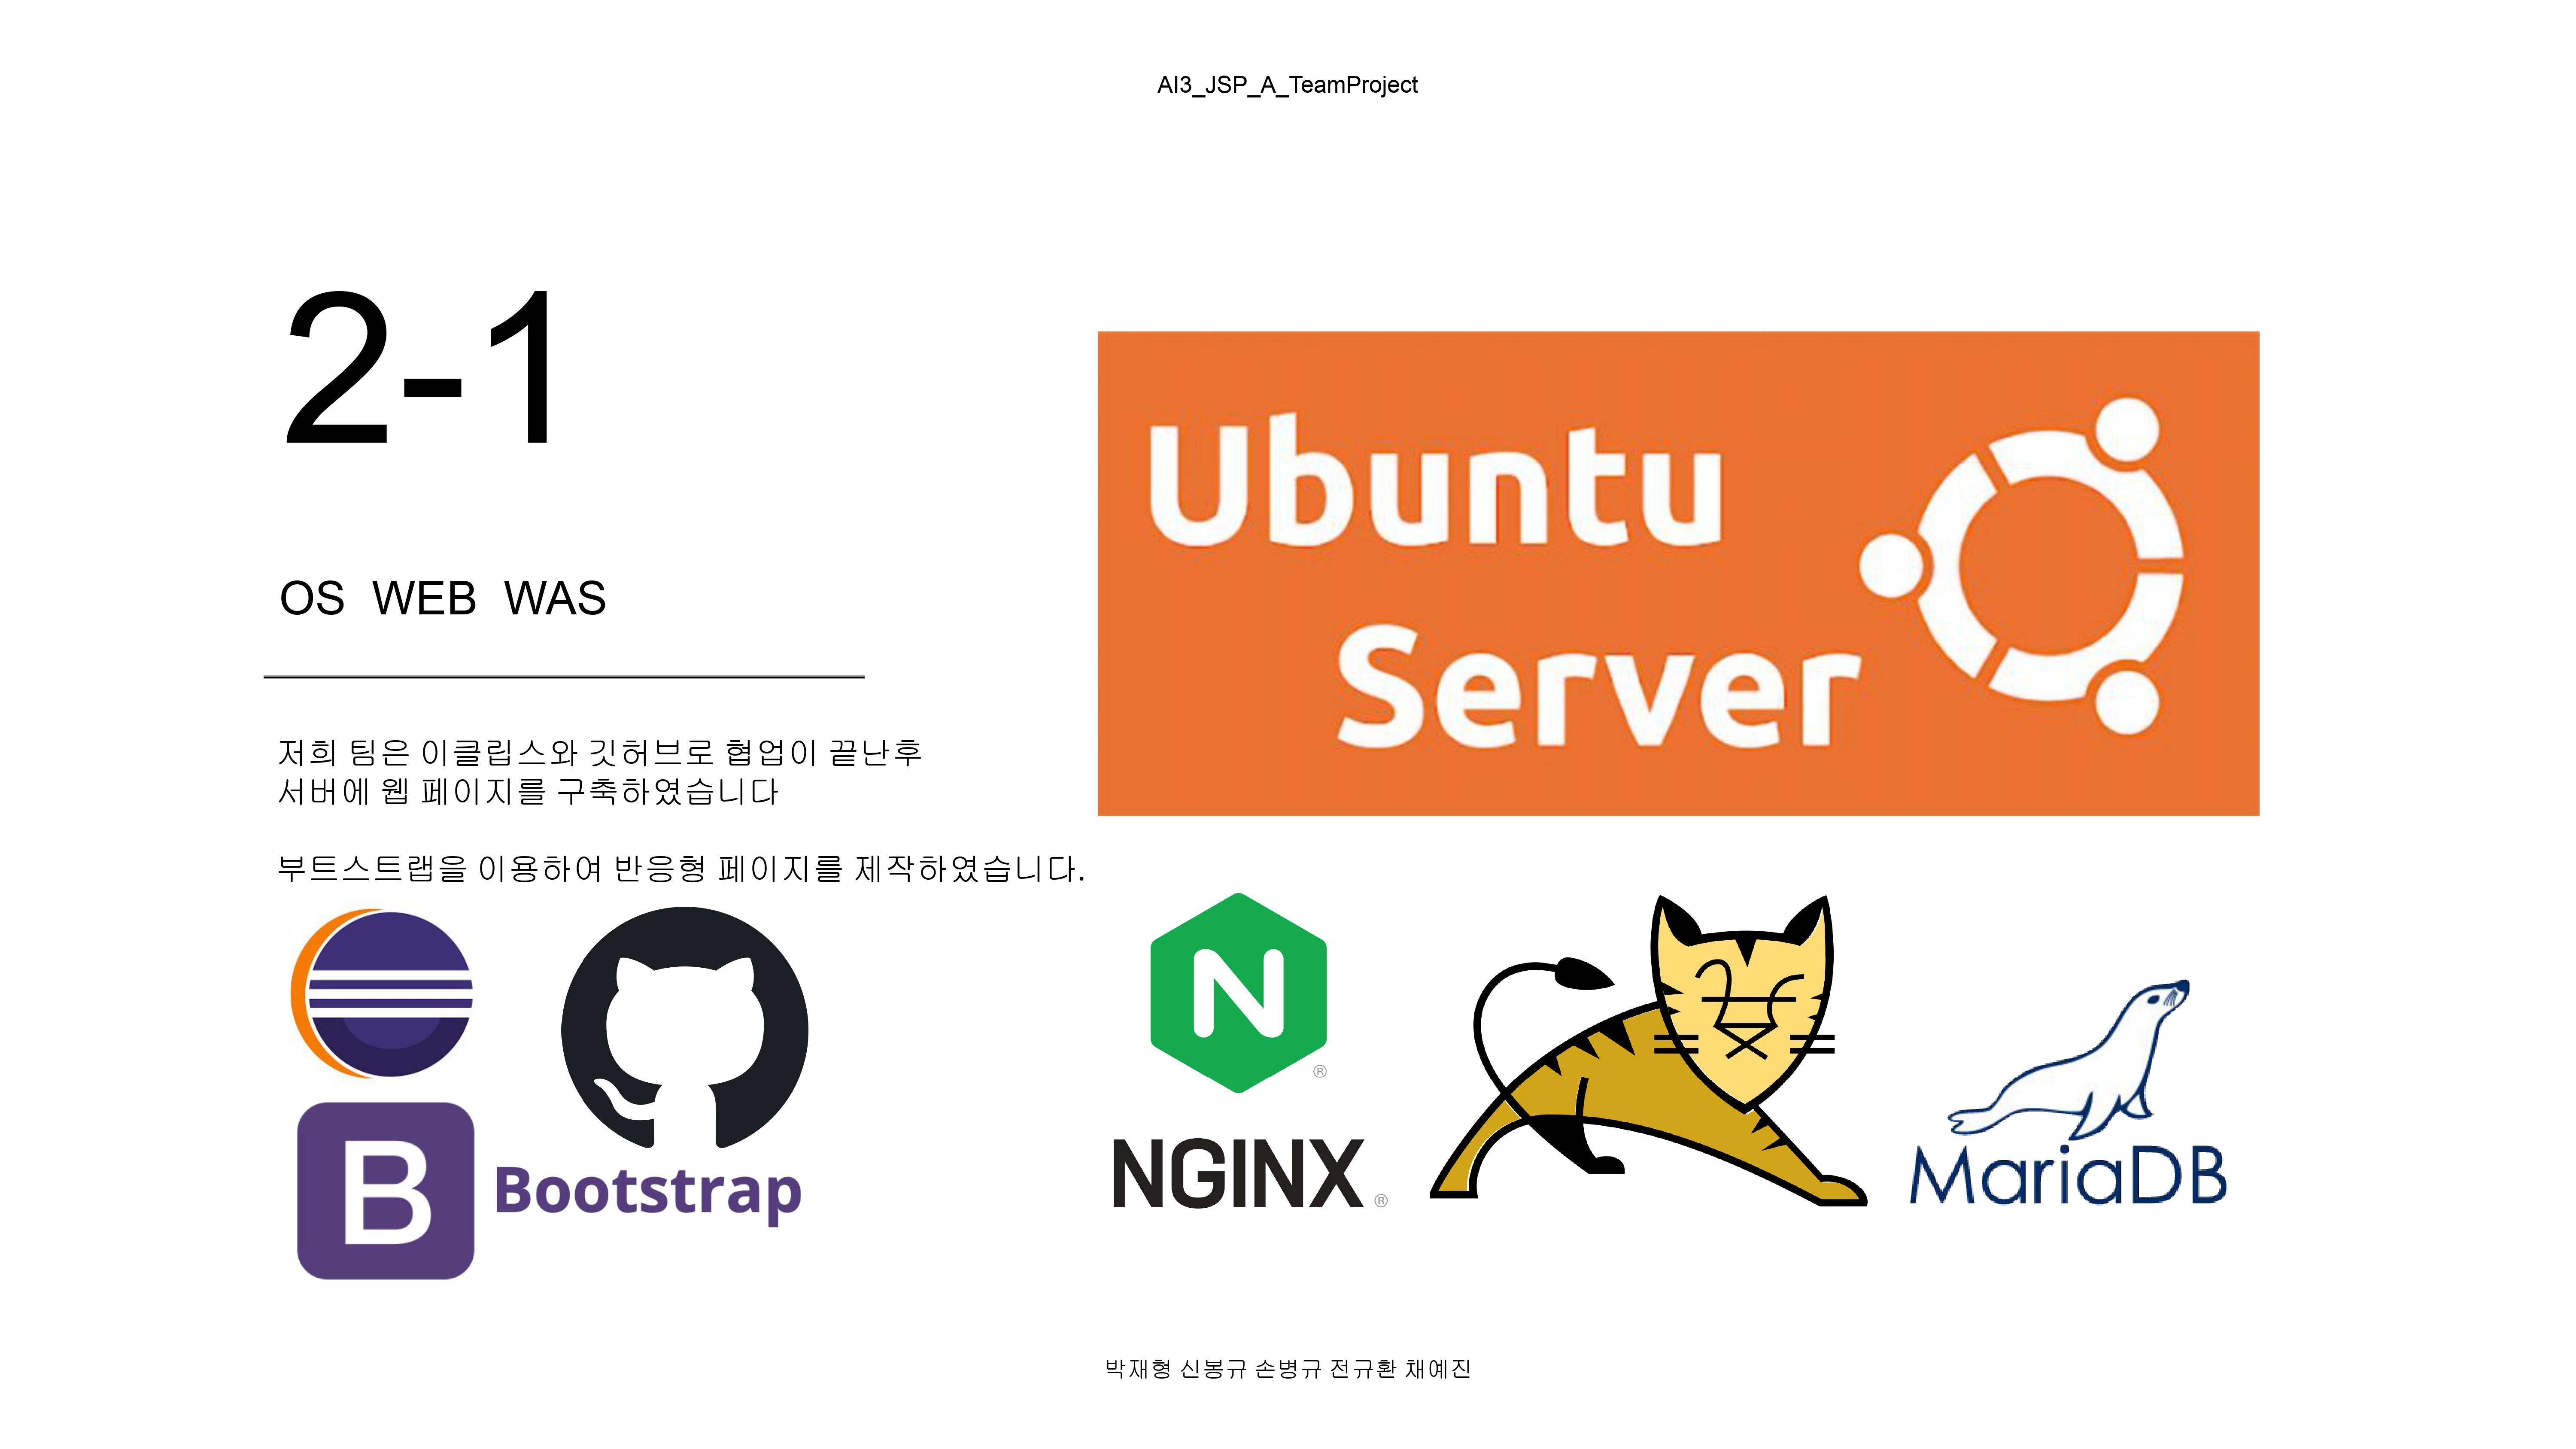 AI3_JSP_A_TeamProject
2-1
OS WEB WAS
저희 팀은 이클립스와 깃허브로 협업이 끝난후
서버에 웹 페이지를 구축하였습니다
부트스트랩을 이용하여 반응형 페이지를 제작하였습니다.
B Bootstrap
Ubuntu
Server
N ®
NGINX ®
MariaDB
박재형 신봉규 손병규 전규환 채예진